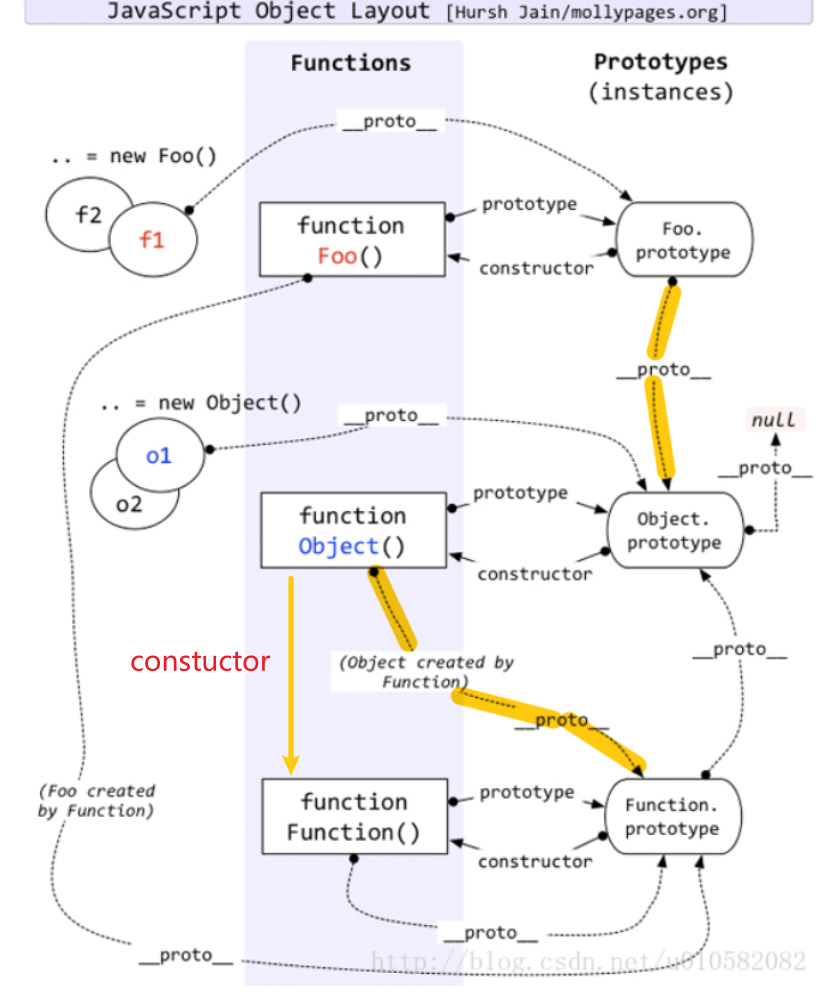 JavaScript Object Layout [Hursh Jain/mollypages.org]
Functions
Prototypes
(instances)
__proto__
.. = new Foo()
f2
f1
function
Foo()
prototype
constructor
Foo.
prototype
__proto__
.. = new Object()
__proto__
null
__proto__
o1
o2
function
Object()
prototype
constructor
Object.
prototype
constuctor
(Object created by
Function)
__proto__
__proto__
(Foo created
by Function)
function
Function()
prototype
constructor
Function.
prototype
__proto__
__proto__
http://blog.csdn.net/u010582082